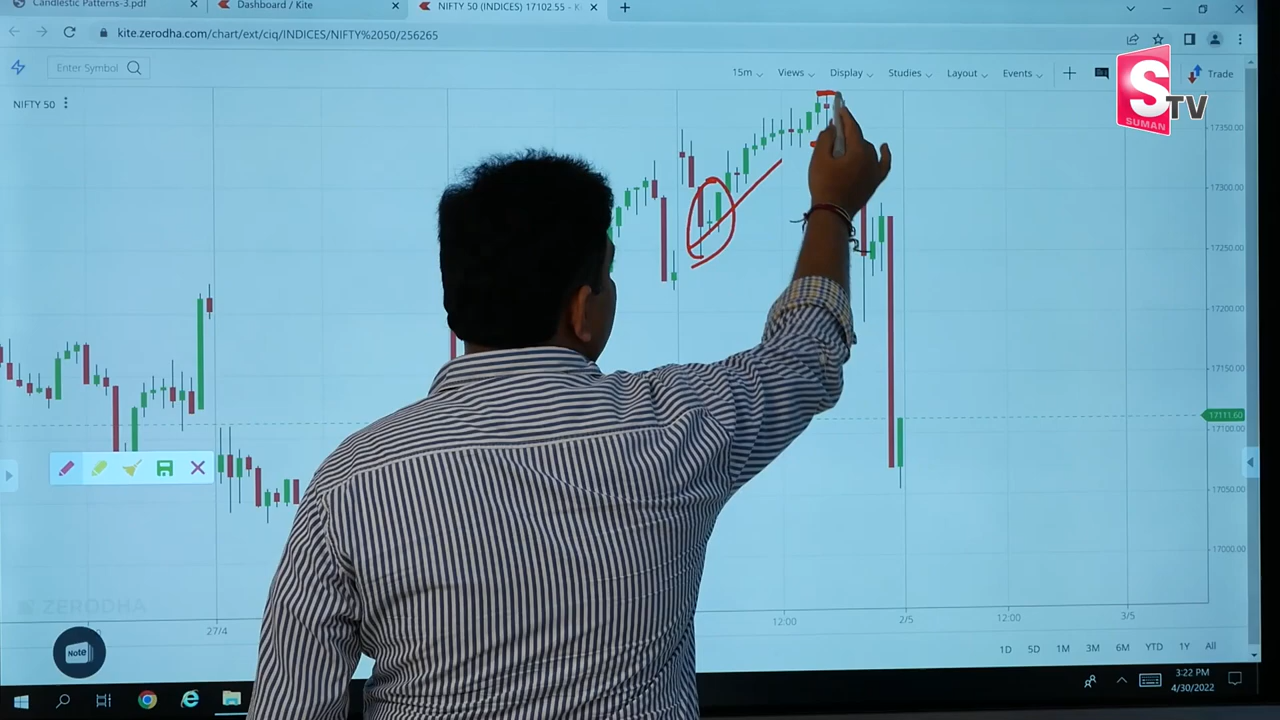 Candlestic Patterns-3.pdf
Dashboard / Kite
NIFTY 50 (INDICES) 17102.55 - K
kite.zerodha.com/chart/ext/ciq/INDICES/NIFTY%2050/256265
Enter Symbol
15m Views Display Studies Layout Events Trade
S TV
SUMAN
NIFTY 50
17350.00
17300.00
17250.00
17200.00
17150.00
17111.60
17100.00
17050.00
17000.00
ZERODHA
27/4 12:00 2/5 12:00 3/5
Note
1D 5D 1M 3M 6M YTD 1Y All
3:22 PM
4/30/2022